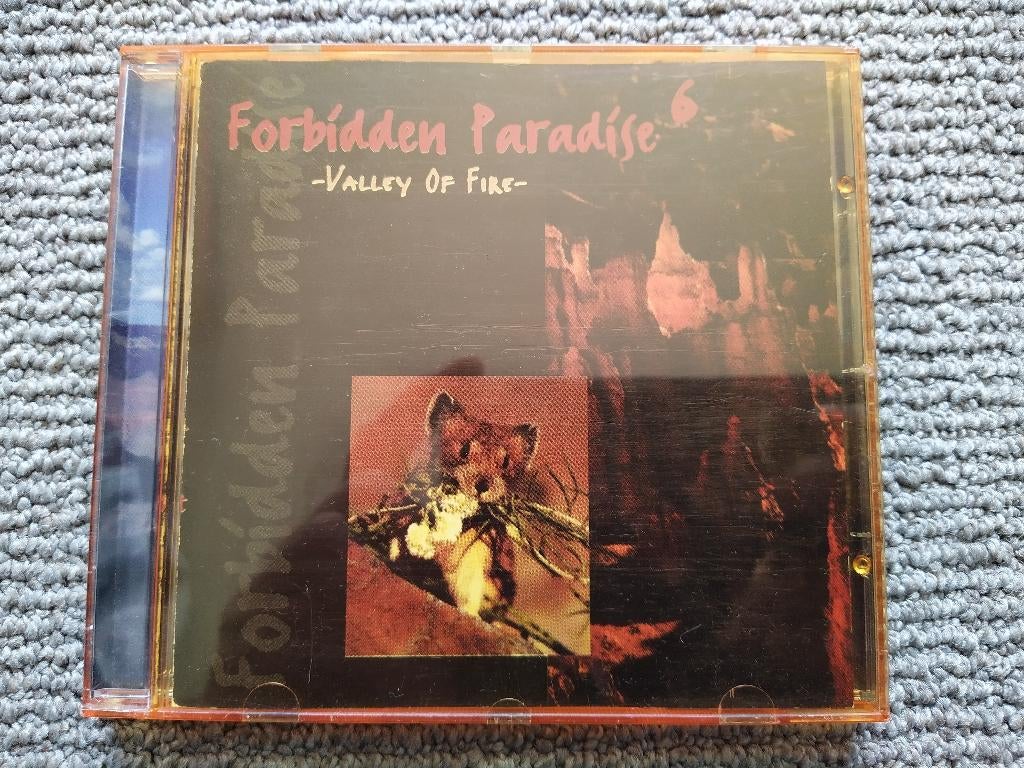 Forbidden Paradise 6
-VALLEY OF FIRE-
Forbidden Paradise